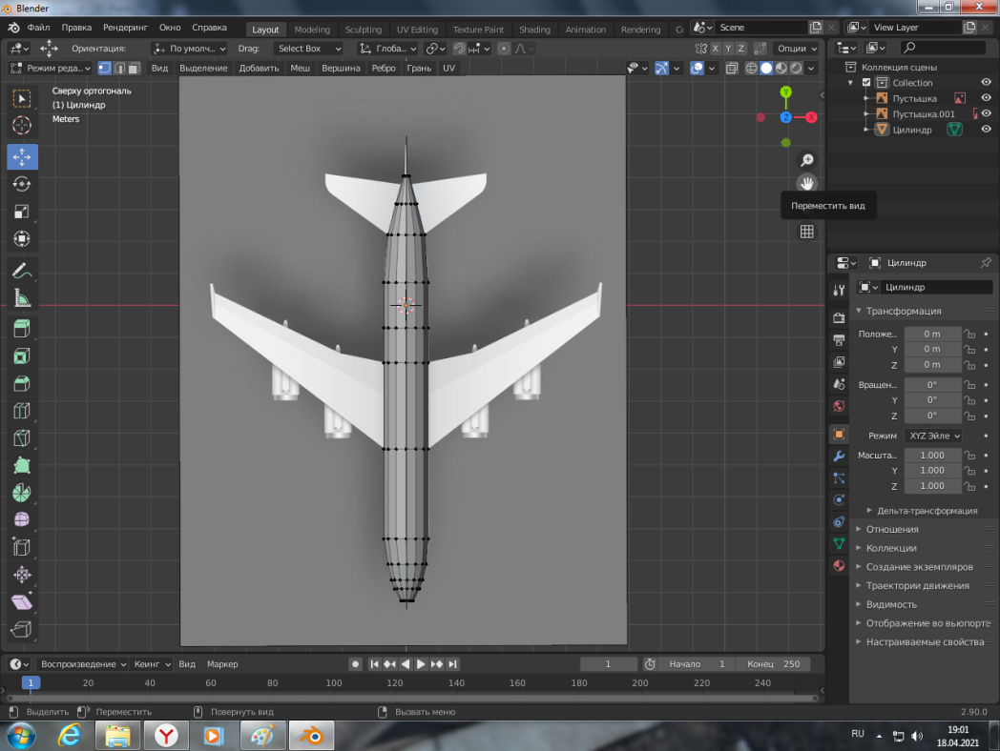 Blender
Файл Правка Рендеринг Окно Справка Layout Modeling Sculpting UV Editing Texture Paint Shading Animation Rendering Scene View Layer
Ориентация: По умолч... Drag: Select Box Глоба... X Y Z Опции
Режим реда... Вид Выделение Добавить Меш Вершина Ребро Грань UV
Сверху ортогональ
(1) Цилиндр
Meters
Y
Z X
Переместить вид
Коллекция сцены
Collection
Пустышка
Пустышка.001
Цилиндр
Цилиндр
Цилиндр
Трансформация
Положе... 0 m
Y 0 m
Z 0 m
Вращен... 0°
Y 0°
Z 0°
Режим XYZ Эйле
Масшта... 1.000
Y 1.000
Z 1.000
Дельта-трансформация
Отношения
Коллекции
Создание экземпляров
Траектории движения
Видимость
Отображение во вьюпорте
Настраиваемые свойства
Воспроизведение Кеинг Вид Маркер 1 Начало 1 Конец 250
1 20 40 60 80 100 120 140 160 180 200 220 240
Выделить Переместить Повернуть вид Вызвать меню 2.90.0
RU 19:01
18.04.2021